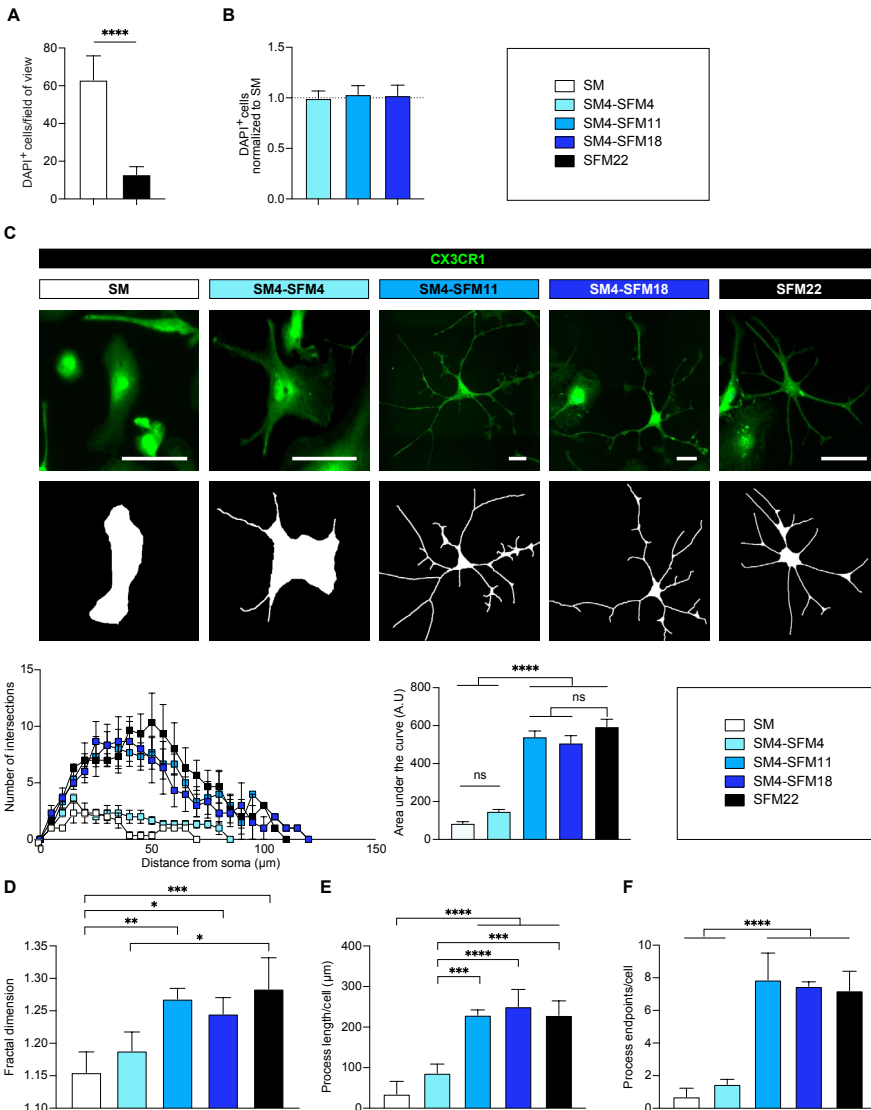 A
B
****
DAPI+ cells/field of view
80
60
40
20
0
DAPI+ cells
normalized to SM
1.5
1.0
0.5
0.0
SM
SM4-SFM4
SM4-SFM11
SM4-SFM18
SFM22
C
CX3CR1
SM
SM4-SFM4
SM4-SFM11
SM4-SFM18
SFM22
Number of intersections
15
10
5
0
0
50
100
150
Distance from soma (µm)
Area under the curve (A.U)
800
600
400
200
0
****
ns
ns
SM
SM4-SFM4
SM4-SFM11
SM4-SFM18
SFM22
D
E
F
***
*
**
*
Fractal dimension
1.35
1.30
1.25
1.20
1.15
1.10
****
***
****
***
Process length/cell (µm)
400
300
200
100
0
****
Process endpoints/cell
8
6
4
2
0